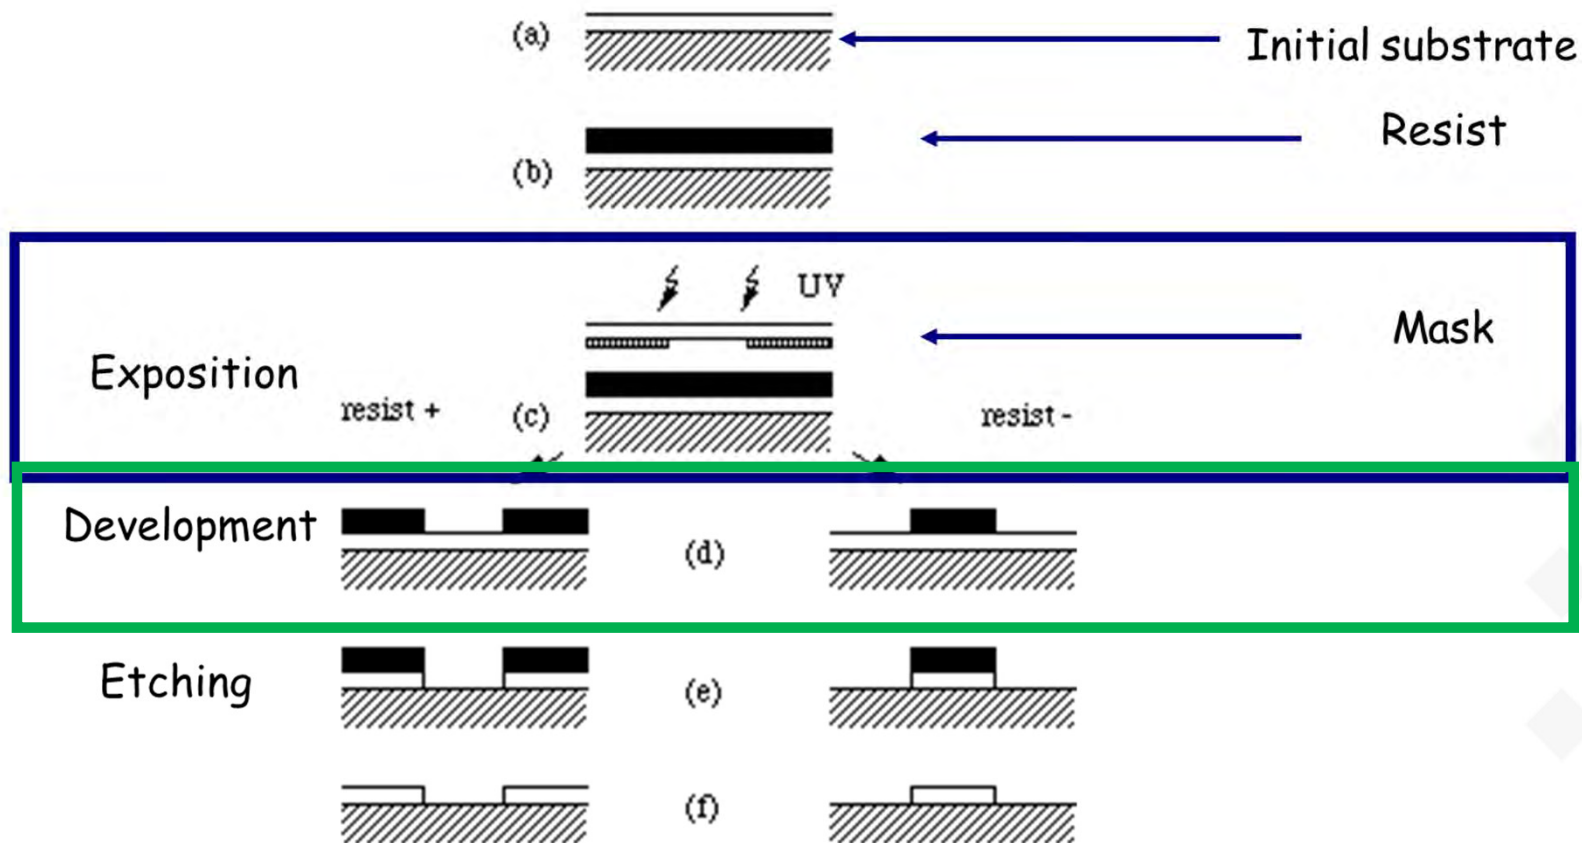 (a)
Initial substrate
Resist
(b)
UV
Mask
Exposition
resist +
(c)
resist -
Development
(d)
Etching
(e)
(f)